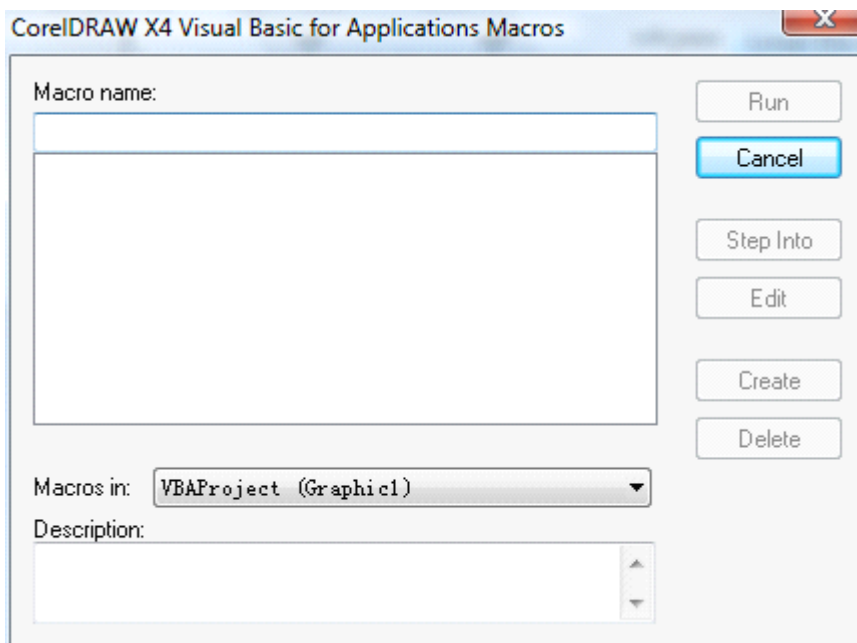 CorelDRAW X4 Visual Basic for Applications Macros
Macro name:
Run
Cancel
Step Into
Edit
Create
Delete
Macros in: VBAProject (Graphic1)
Description: